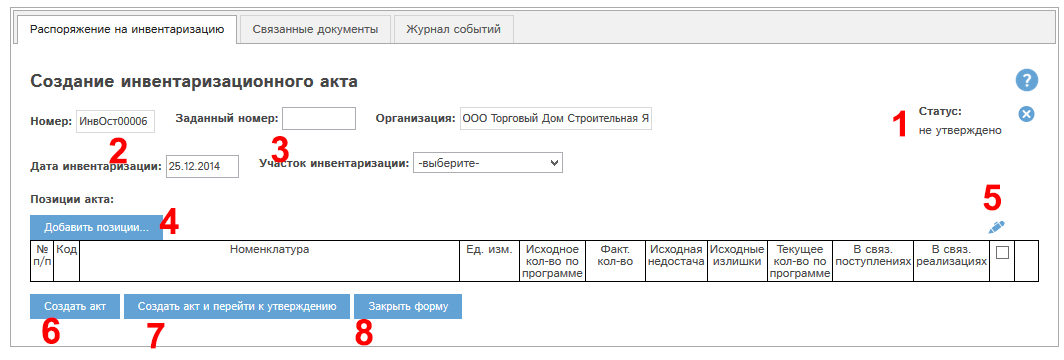 Распоряжение на инвентаризацию Связанные документы Журнал событий
Создание инвентаризационного акта ?
Номер: ИнвОст00006 Заданный номер: Организация: ООО Торговый Дом Строительная Я 1 Статус:
не утверждено
2 3
Дата инвентаризации: 25.12.2014 Участок инвентаризации: -выберите-
Позиции акта: 5
Добавить позиции... 4
№ п/п Код Номенклатура Ед. изм. Исходное кол-во по программе Факт. кол-во Исходная недостача Исходные излишки Текущее кол-во по программе В связ. поступлениях В связ. реализациях
Создать акт Создать акт и перейти к утверждению Закрыть форму
6 7 8